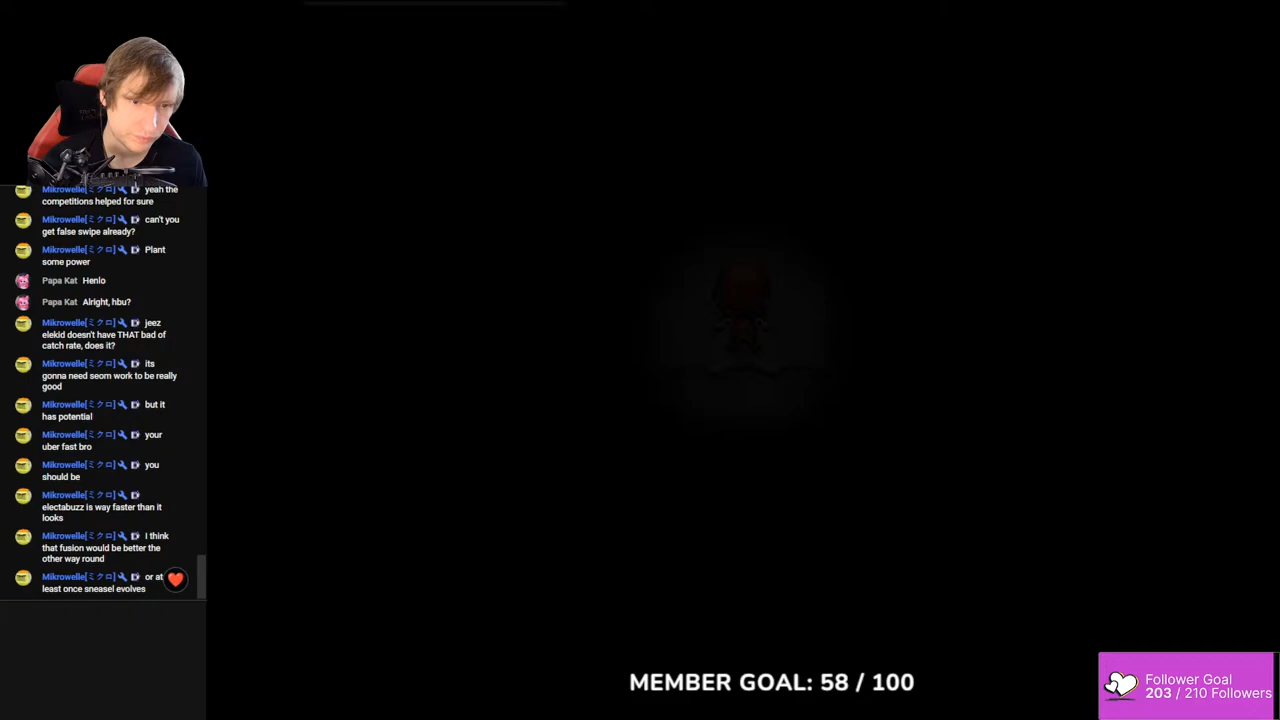 Mikrowelle[ミクロ] yeah the
competitions helped for sure
Mikrowelle[ミクロ] can't you
get false swipe already?
Mikrowelle[ミクロ] Plant
some power
Papa Kat Henlo
Papa Kat Alright, hbu?
Mikrowelle[ミクロ] jeez
elekid doesn't have THAT bad of
catch rate, does it?
Mikrowelle[ミクロ] its
gonna need seom work to be really
good
Mikrowelle[ミクロ] but it
has potential
Mikrowelle[ミクロ] your
uber fast bro
Mikrowelle[ミクロ] you
should be
Mikrowelle[ミクロ]
electabuzz is way faster than it
looks
Mikrowelle[ミクロ] I think
that fusion would be better the
other way round
Mikrowelle[ミクロ] or at
least once sneasel evolves
MEMBER GOAL: 58 / 100
Follower Goal
203 / 210 Followers